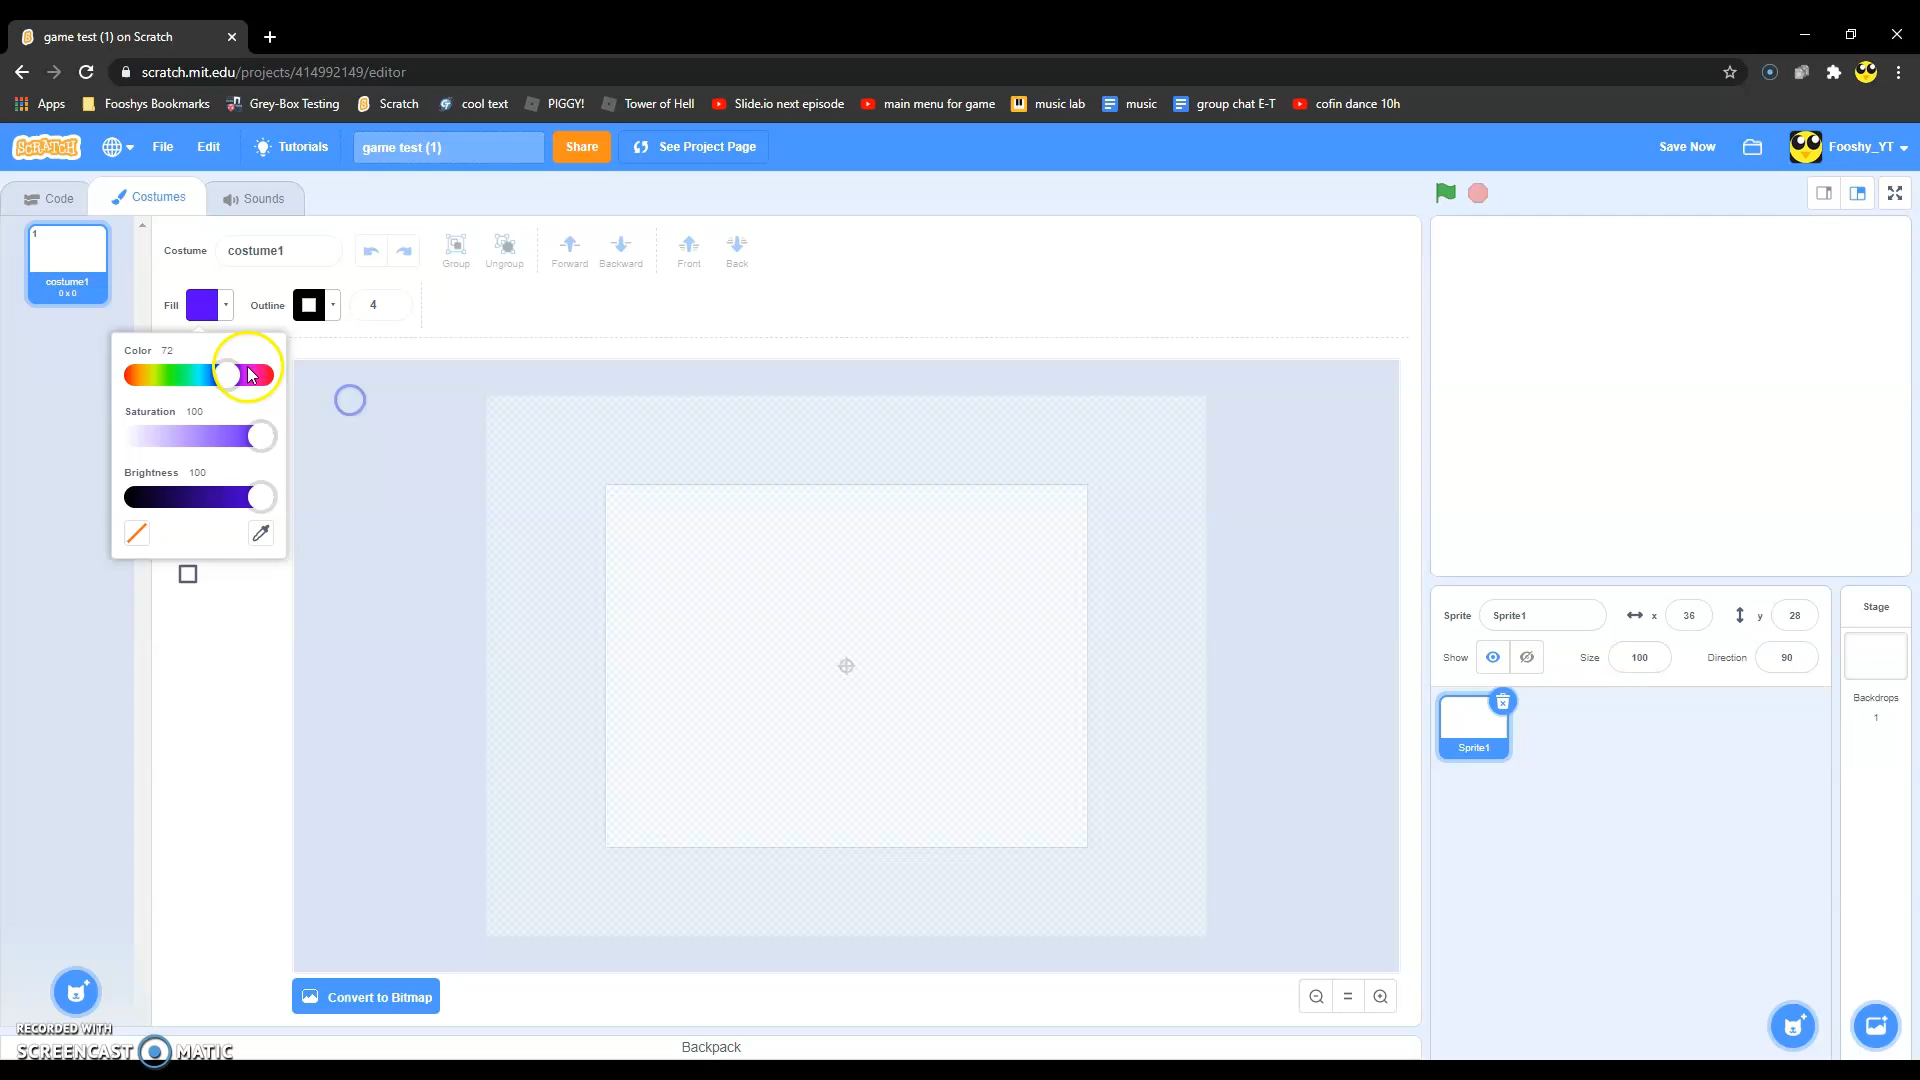 game test (1) on Scratch
scratch.mit.edu/projects/414992149/editor
Apps Fooshys Bookmarks Grey-Box Testing Scratch cool text PIGGY! Tower of Hell Slide.io next episode main menu for game music lab music group chat E-T cofin dance 10h
SCRATCH File Edit Tutorials game test (1) Share See Project Page Save Now Fooshy_YT
Code Costumes Sounds
1
costume1
0 x 0
Costume costume1 Group Ungroup Forward Backward Front Back
Fill Outline 4
Color 72
Saturation 100
Brightness 100
Convert to Bitmap
Backpack
Sprite Sprite1 x 36 y 28
Show Size 100 Direction 90
Sprite1
Stage
Backdrops
1
RECORDED WITH
SCREENCAST MATIC